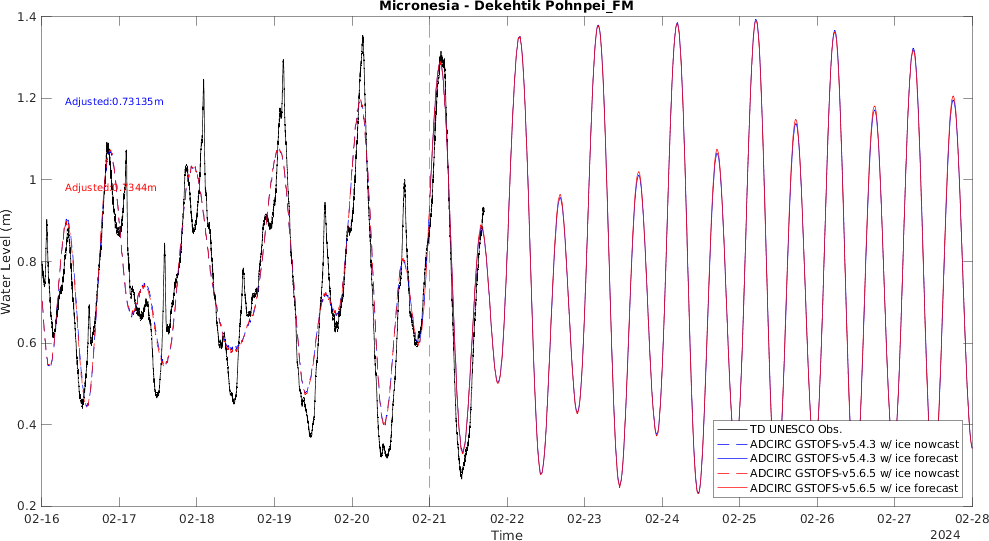 Micronesia - Dekehtik Pohnpei_FM
Water Level (m)
1.4
1.2
1
0.8
0.6
0.4
0.2
Adjusted:0.73135m
Adjusted:0.7344m
TD UNESCO Obs.
ADCIRC GSTOFS-v5.4.3 w/ ice nowcast
ADCIRC GSTOFS-v5.4.3 w/ ice forecast
ADCIRC GSTOFS-v5.6.5 w/ ice nowcast
ADCIRC GSTOFS-v5.6.5 w/ ice forecast
02-16 02-17 02-18 02-19 02-20 02-21 02-22 02-23 02-24 02-25 02-26 02-27 02-28
Time
2024